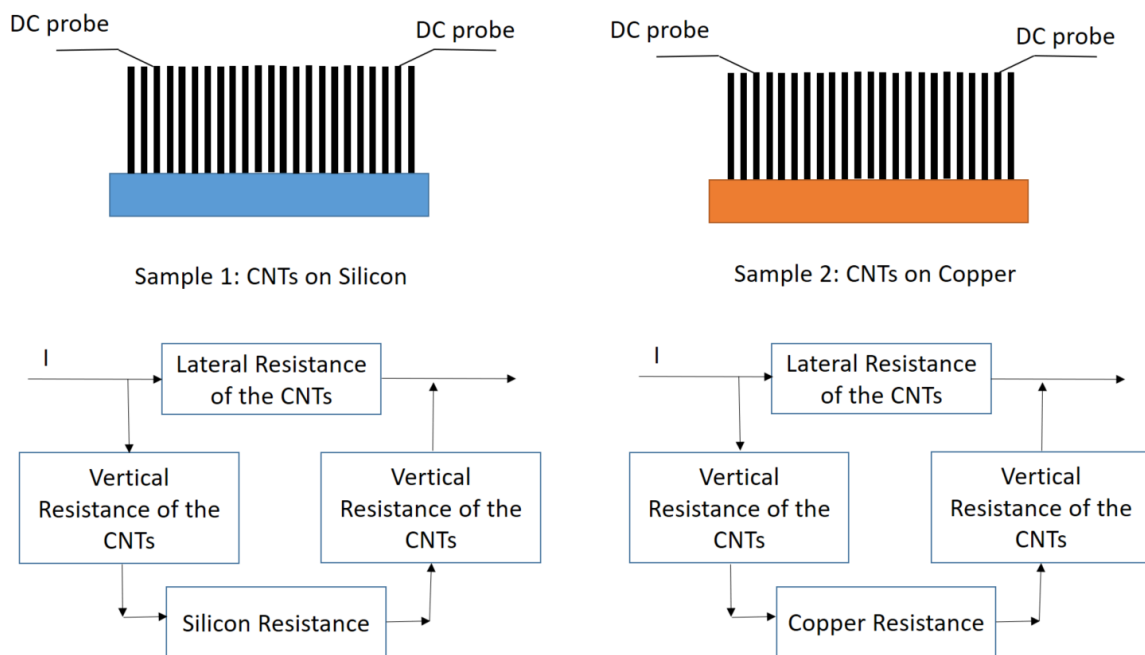 DC probe
DC probe
Sample 1: CNTs on Silicon
I
Lateral Resistance
of the CNTs
Vertical
Resistance of the
CNTs
Vertical
Resistance of the
CNTs
Silicon Resistance
DC probe
DC probe
Sample 2: CNTs on Copper
I
Lateral Resistance
of the CNTs
Vertical
Resistance of the
CNTs
Vertical
Resistance of the
CNTs
Copper Resistance